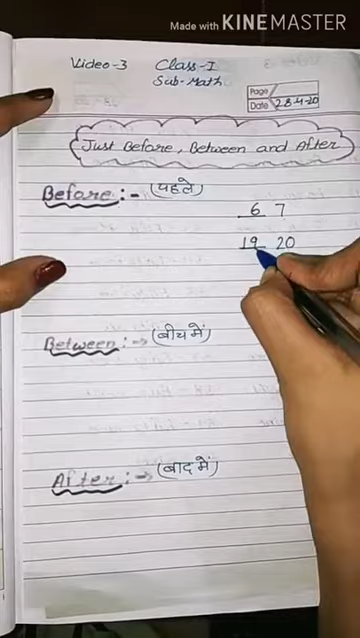 Made with KINEMASTER
Video-3 Class-I
Sub-Math
Page
Date 28-4-20
Just Before, Between and After
Before:- (पहले)
6 7
19 20
Between:-> (बीच में)
After:-> (बाद में)